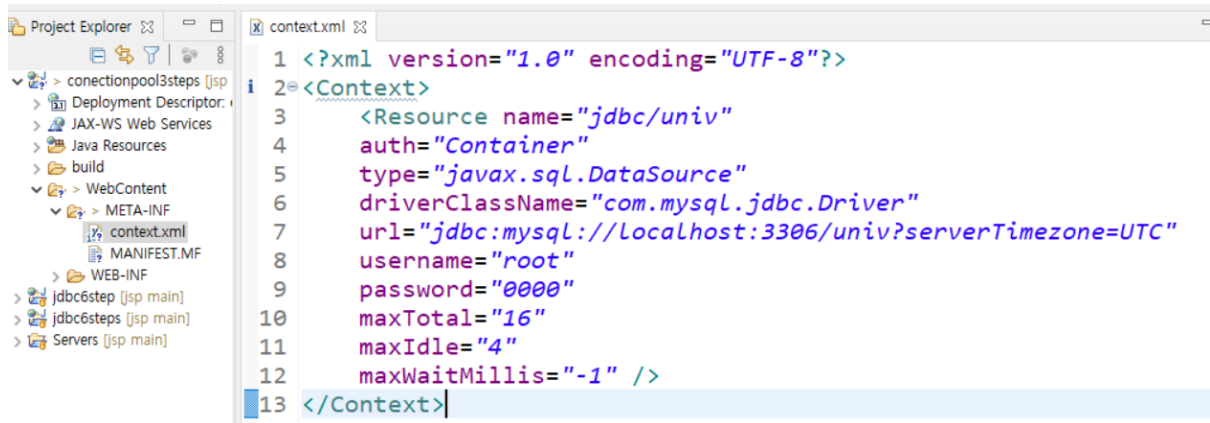 Project Explorer
conectionpool3steps [jsp
Deployment Descriptor:
JAX-WS Web Services
Java Resources
build
> WebContent
> META-INF
context.xml
MANIFEST.MF
WEB-INF
jdbc6step [jsp main]
jdbc6steps [jsp main]
Servers [jsp main]
context.xml
1 <?xml version="1.0" encoding="UTF-8"?>
2 <Context>
3 <Resource name="jdbc/univ"
4 auth="Container"
5 type="javax.sql.DataSource"
6 driverClassName="com.mysql.jdbc.Driver"
7 url="jdbc:mysql://localhost:3306/univ?serverTimezone=UTC"
8 username="root"
9 password="0000"
10 maxTotal="16"
11 maxIdle="4"
12 maxWaitMillis="-1" />
13 </Context>